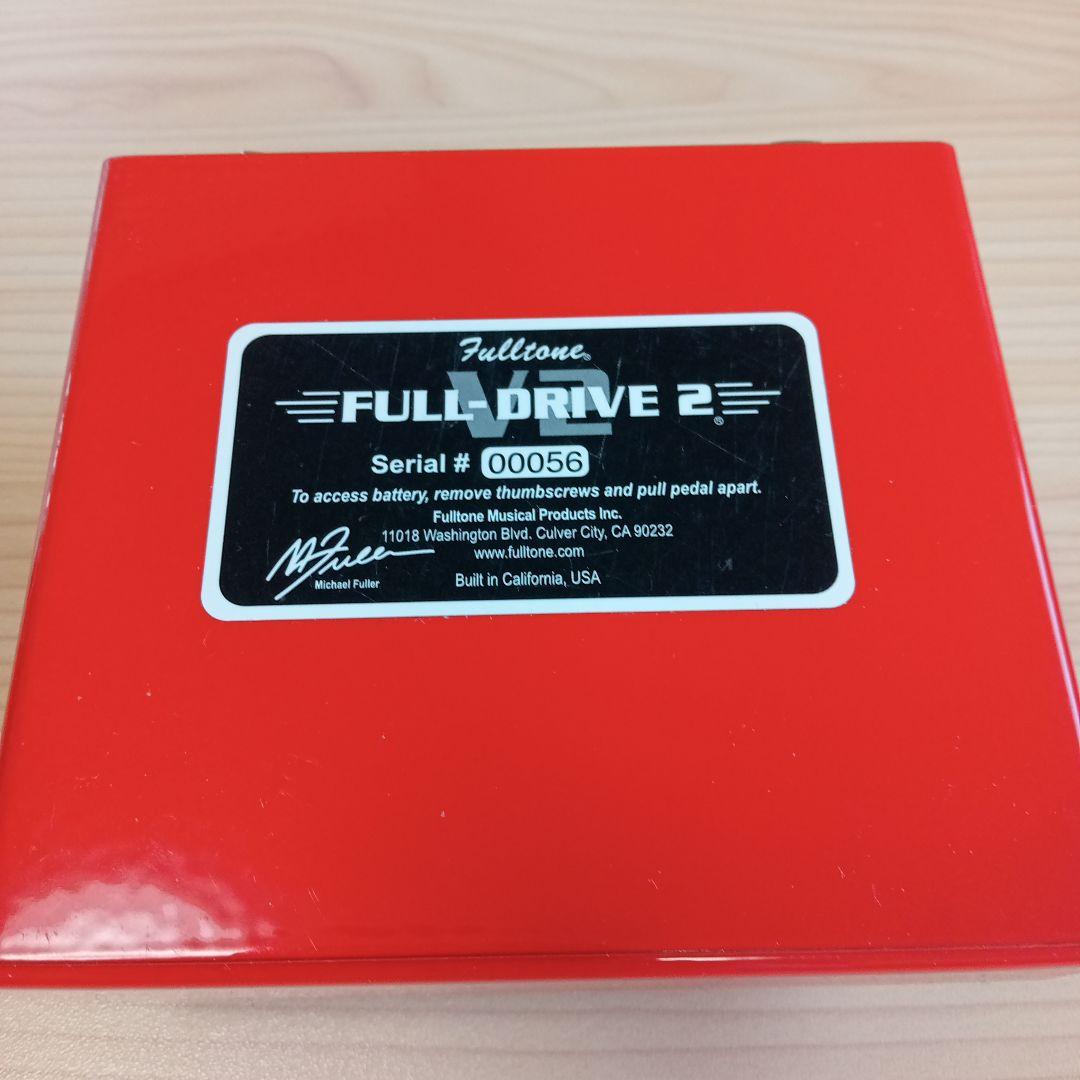 Fulltone®
V2
FULL-DRIVE 2®
Serial # 00056
To access battery, remove thumbscrews and pull pedal apart.
Fulltone Musical Products Inc.
11018 Washington Blvd. Culver City, CA 90232
www.fulltone.com
M Fuller
Michael Fuller
Built in California, USA